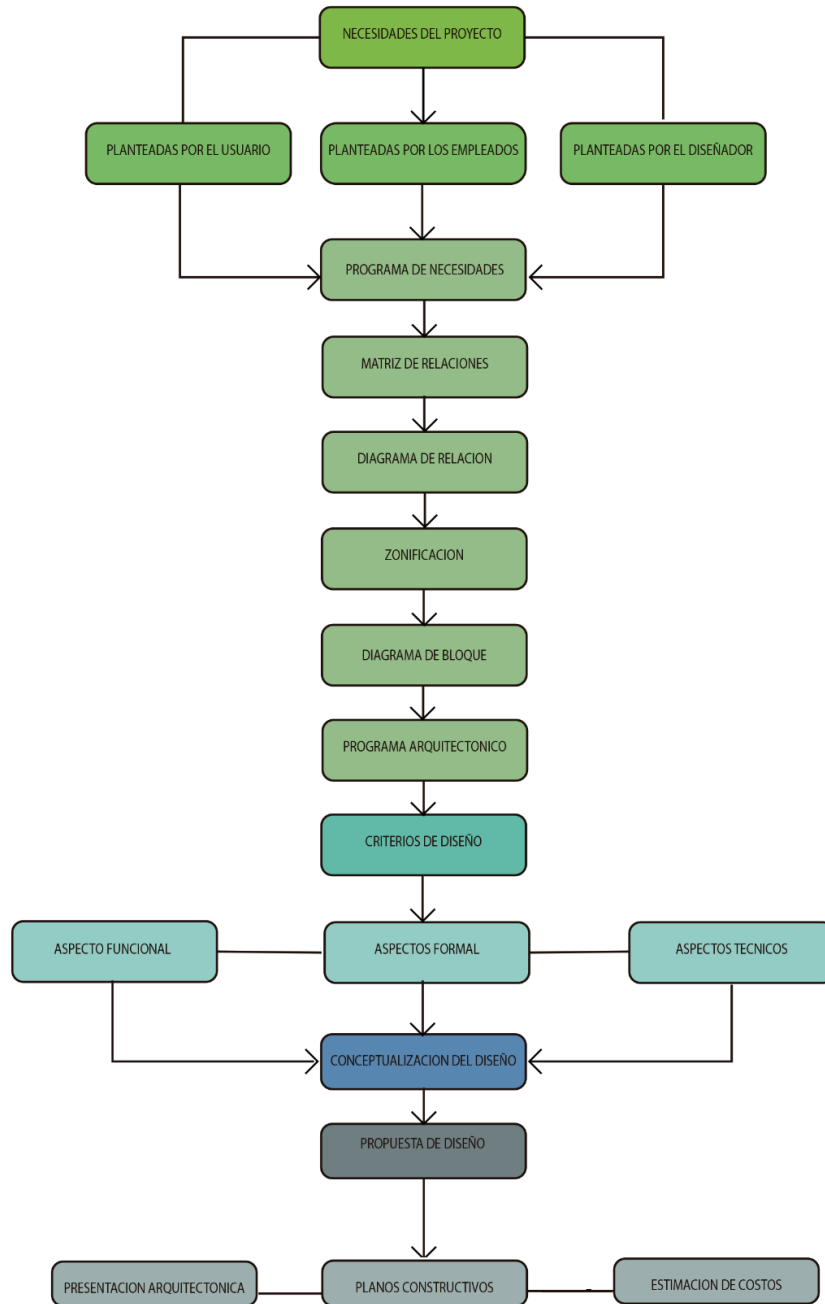 NECESIDADES DEL PROYECTO
PLANTEADAS POR EL USUARIO
PLANTEADAS POR LOS EMPLEADOS
PLANTEADAS POR EL DISEÑADOR
PROGRAMA DE NECESIDADES
MATRIZ DE RELACIONES
DIAGRAMA DE RELACION
ZONIFICACION
DIAGRAMA DE BLOQUE
PROGRAMA ARQUITECTONICO
CRITERIOS DE DISEÑO
ASPECTO FUNCIONAL
ASPECTOS FORMAL
ASPECTOS TECNICOS
CONCEPTUALIZACION DEL DISEÑO
PROPUESTA DE DISEÑO
PRESENTACION ARQUITECTONICA
PLANOS CONSTRUCTIVOS
ESTIMACION DE COSTOS